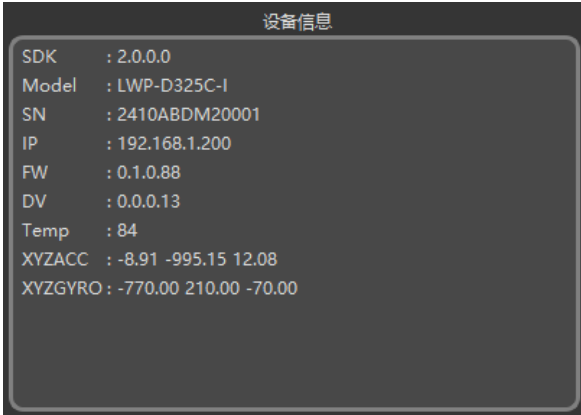 设备信息
SDK : 2.0.0.0
Model : LWP-D325C-I
SN : 2410ABDM20001
IP : 192.168.1.200
FW : 0.1.0.88
DV : 0.0.0.13
Temp : 84
XYZACC : -8.91 -995.15 12.08
XYZGYRO : -770.00 210.00 -70.00